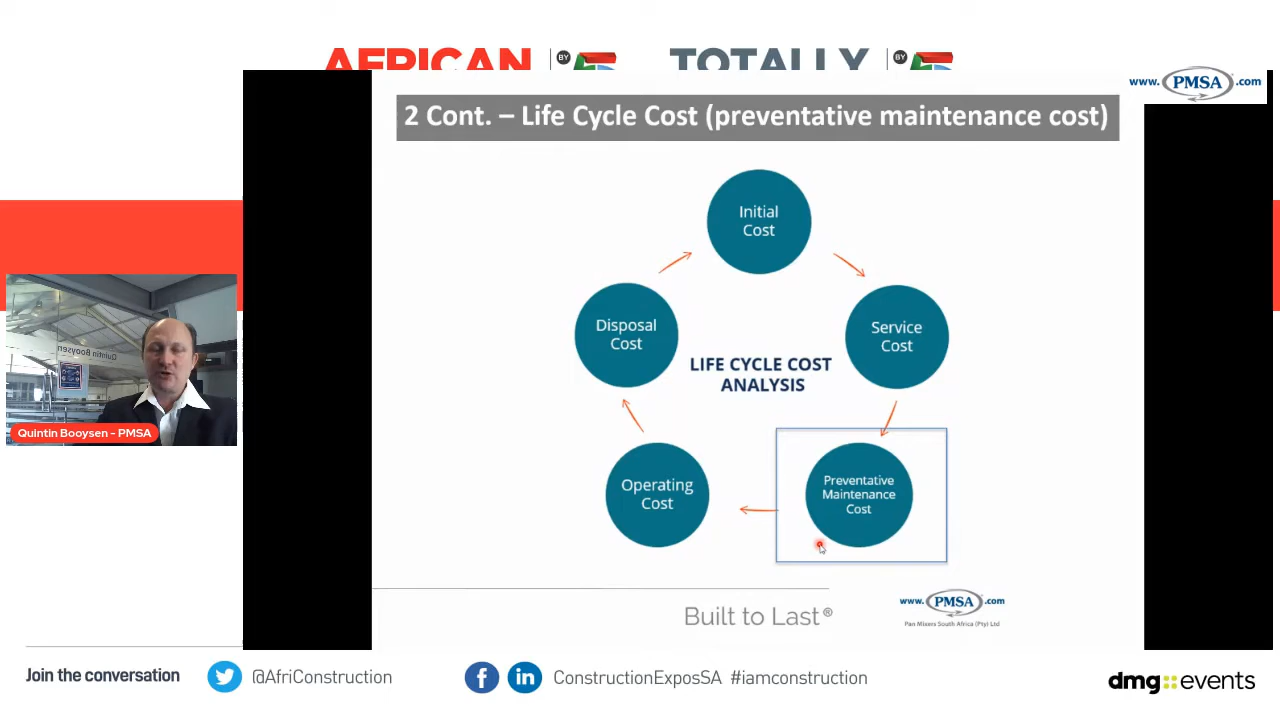 AFRICAN
BY
TOTALLY
BY
www.PMSA.com
2 Cont. – Life Cycle Cost (preventative maintenance cost)
Initial
Cost
Disposal
Cost
Service
Cost
LIFE CYCLE COST
ANALYSIS
Operating
Cost
Preventative
Maintenance
Cost
Quintin Booysen
Quintin Booysen - PMSA
Built to Last®
www.PMSA.com
Pan Mixers South Africa (Pty) Ltd
Join the conversation
@AfriConstruction
ConstructionExposSA #iamconstruction
dmg::events